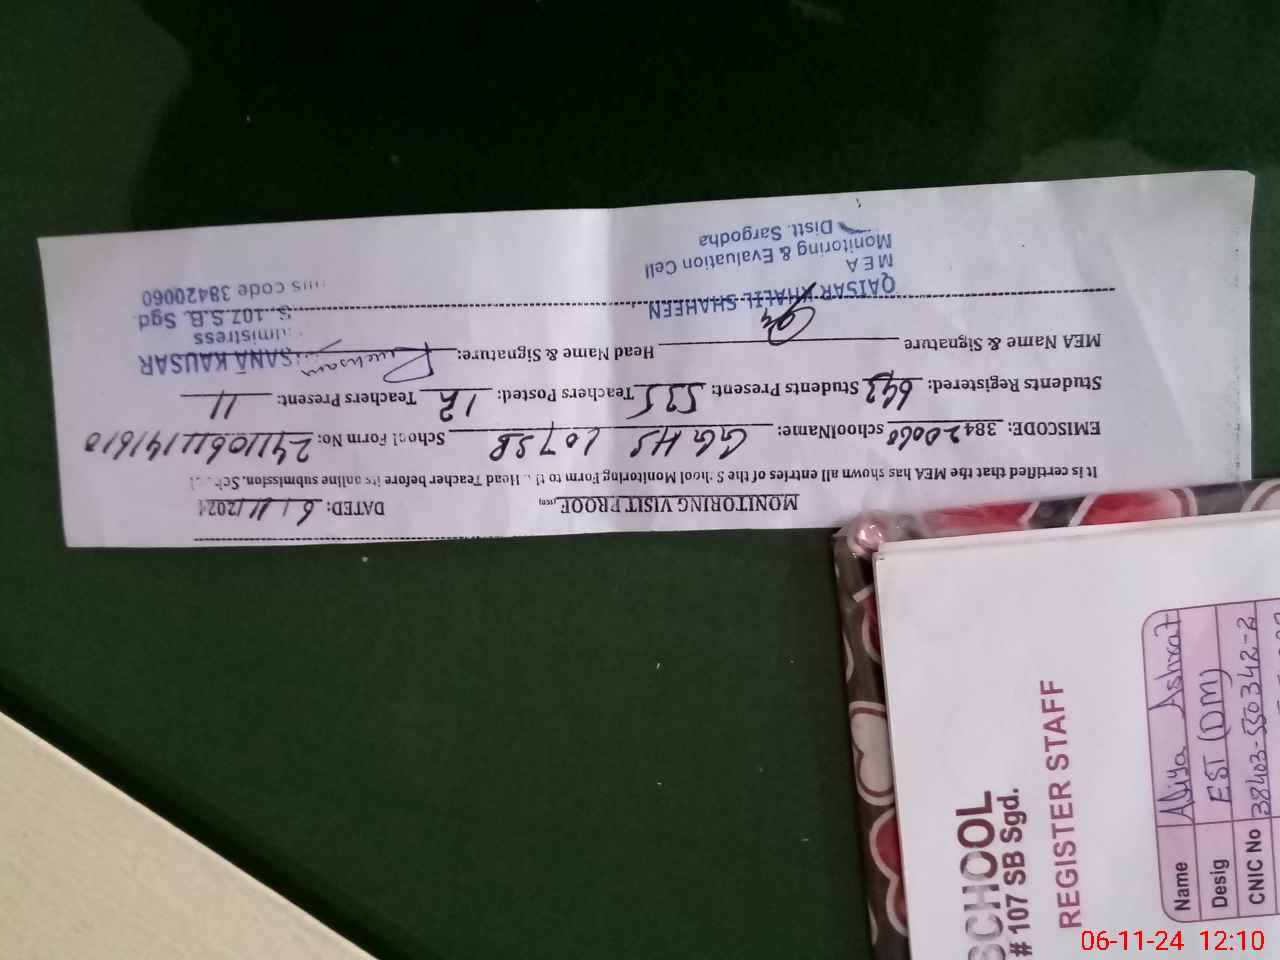 MONITORING VISIT PROOF
DATED: 6/11/2024
It is certified that the MEA has shown all entries of the School Monitoring Form to the Head Teacher before its online submission.
EMISCODE: 38420060 schoolName: GGHS 107 SB School Form No:
Students Registered: 643 Students Present: 535 Teachers Posted: 12 Teachers Present: 11
MEA Name & Signature Head Name & Signature:
QAISAR KHALIL SHAHEEN
MEA
Monitoring & Evaluation Cell
Distt. Sargodha
SANA KAUSAR
107 S.B. Sgd
Code 38420060
SCHOOL
# 107 SB Sgd.
REGISTER STAFF
Name Aliya Ashraf
Desig EST (DM)
CNIC No 38403-550342-2
06-11-24 12:10